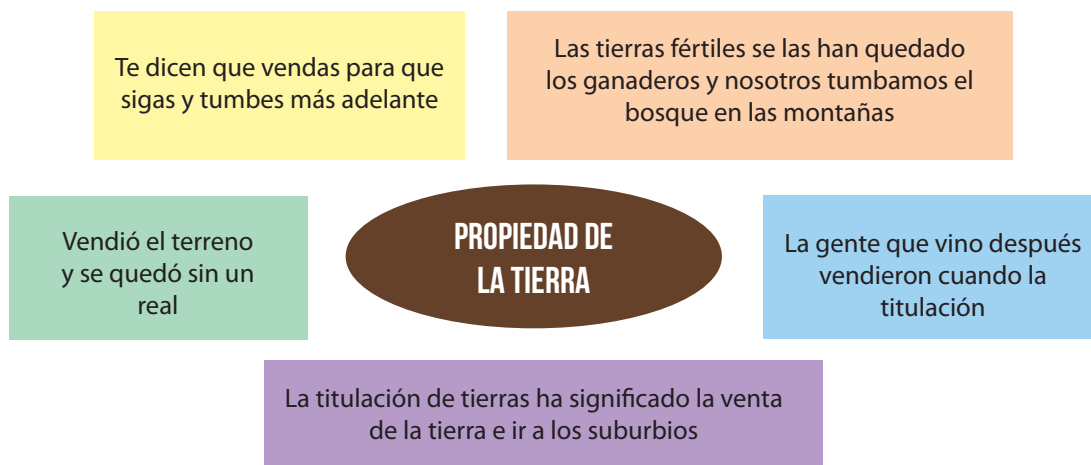 Te dicen que vendas para que
sigas y tumbes más adelante
Las tierras fértiles se las han quedado
los ganaderos y nosotros tumbamos el
bosque en las montañas
Vendió el terreno
y se quedó sin un
real
PROPIEDAD DE
LA TIERRA
La gente que vino después
vendieron cuando la
titulación
La titulación de tierras ha significado la venta
de la tierra e ir a los suburbios